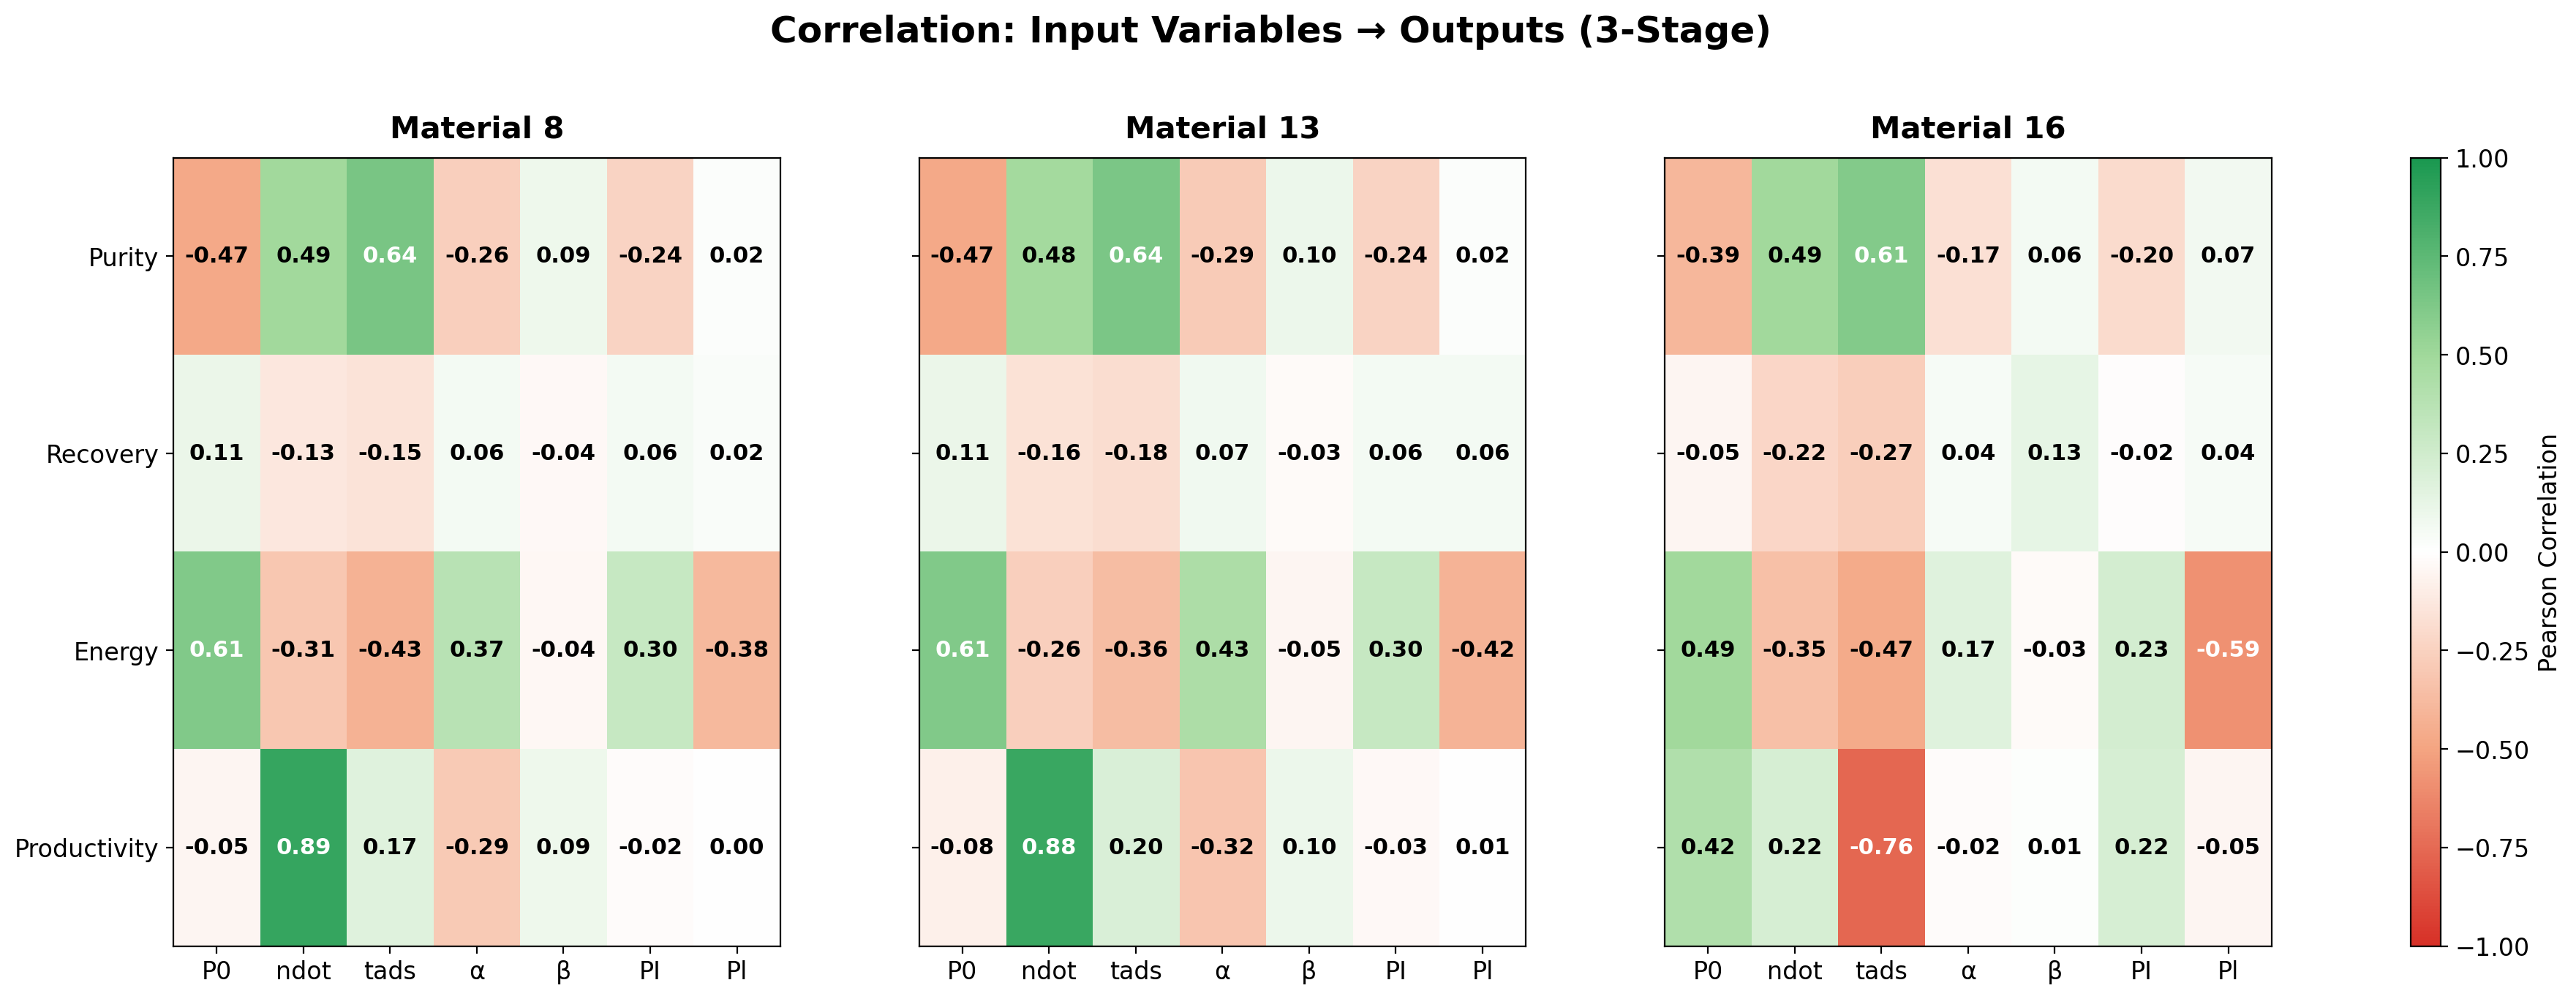 Correlation: Input Variables → Outputs (3-Stage)
Material 8
Material 13
Material 16
Purity
-0.47 0.49 0.64 -0.26 0.09 -0.24 0.02
-0.47 0.48 0.64 -0.29 0.10 -0.24 0.02
-0.39 0.49 0.61 -0.17 0.06 -0.20 0.07
Recovery
0.11 -0.13 -0.15 0.06 -0.04 0.06 0.02
0.11 -0.16 -0.18 0.07 -0.03 0.06 0.06
-0.05 -0.22 -0.27 0.04 0.13 -0.02 0.04
Energy
0.61 -0.31 -0.43 0.37 -0.04 0.30 -0.38
0.61 -0.26 -0.36 0.43 -0.05 0.30 -0.42
0.49 -0.35 -0.47 0.17 -0.03 0.23 -0.59
Productivity
-0.05 0.89 0.17 -0.29 0.09 -0.02 0.00
-0.08 0.88 0.20 -0.32 0.10 -0.03 0.01
0.42 0.22 -0.76 -0.02 0.01 0.22 -0.05
P0 ndot tads α β PI Pl
P0 ndot tads α β PI Pl
P0 ndot tads α β PI Pl
1.00
0.75
0.50
0.25
0.00
−0.25
−0.50
−0.75
−1.00
Pearson Correlation